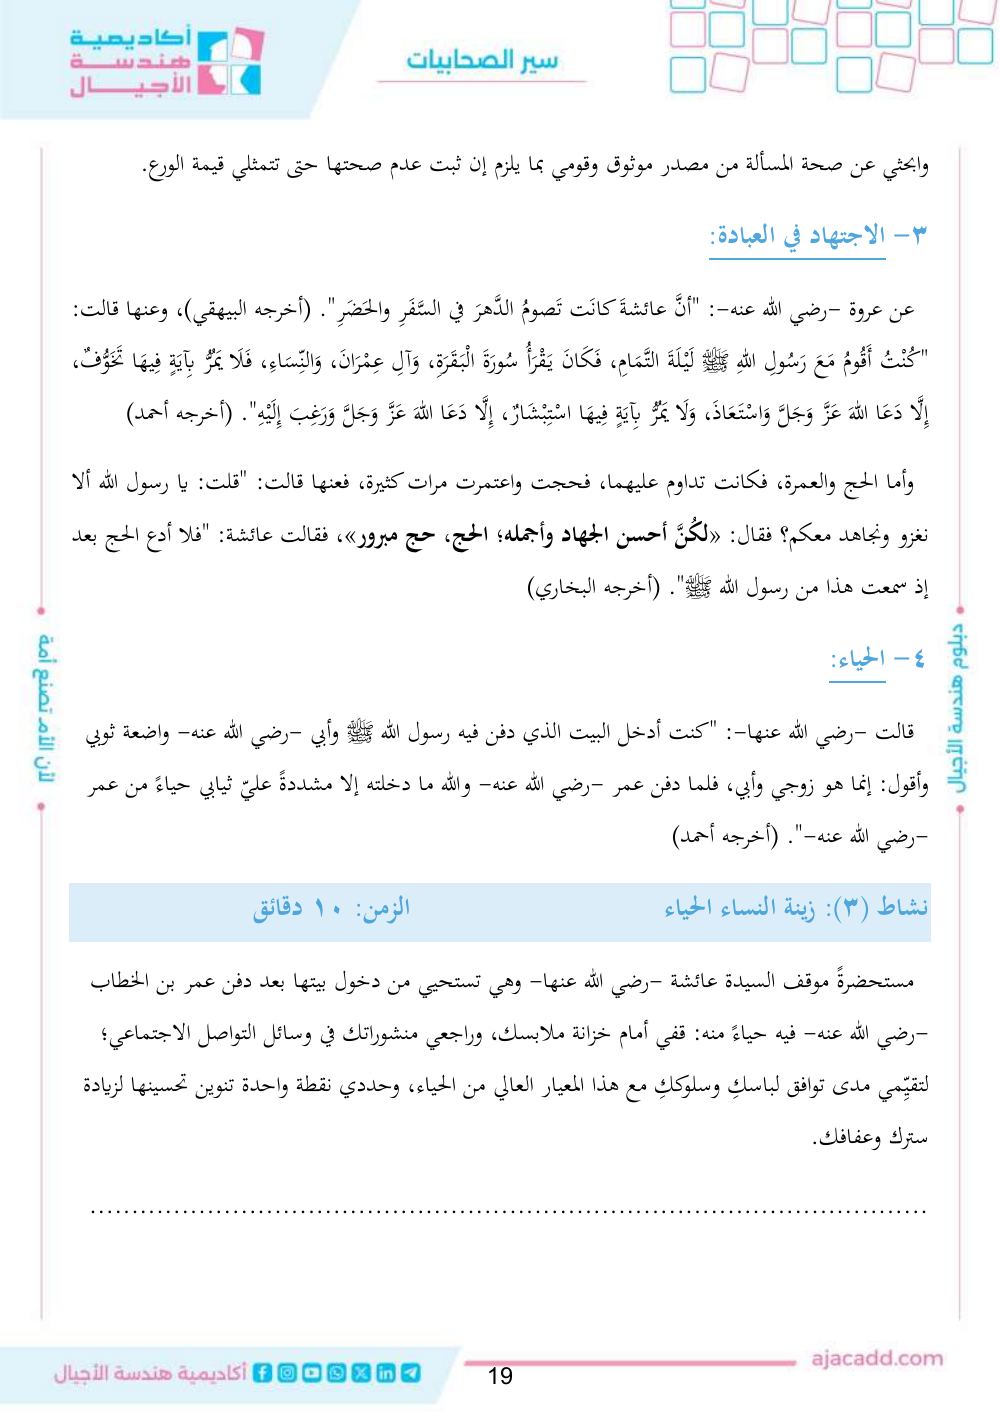 أكاديمية
هندسة
الأجيال
سير الصحابيات
وابحثي عن صحة المسألة من مصدر موثوق وقومي بما يلزم إن ثبت عدم صحتها حتى تتمثلي قيمة الورع.
٣- الاجتهاد في العبادة:
عن عروة -رضي الله عنه-: "أنَّ عائشةَ كانَت تَصومُ الدَّهرَ في السَّفَرِ والحَضَرِ". (أخرجه البيهقي)، وعنها قالت:
"كُنْتُ أَقُومُ مَعَ رَسُولِ اللهِ ﷺ لَيْلَةَ التَّمَامِ، فَكَانَ يَقْرَأُ سُورَةَ الْبَقَرَةِ، وَآلِ عِمْرَانَ، وَالنِّسَاءِ، فَلَا يَمُرُّ بِآيَةٍ فِيهَا تَخَوُّفٌ،
إِلَّا دَعَا اللهَ عَزَّ وَجَلَّ وَاسْتَعَاذَ، وَلَا يَمُرُّ بِآيَةٍ فِيهَا اسْتِبْشَارٌ، إِلَّا دَعَا اللهَ عَزَّ وَجَلَّ وَرَغِبَ إِلَيْهِ". (أخرجه أحمد)
وأما الحج والعمرة، فكانت تداوم عليهما، فحجت واعتمرت مرات كثيرة، فعنها قالت: "قلت: يا رسول الله ألا
نغزو ونجاهد معكم؟ فقال: «لكُنَّ أحسن الجهاد وأجمله؛ الحج، حج مبرور»، فقالت عائشة: "فلا أدع الحج بعد
إذ سمعت هذا من رسول الله ﷺ". (أخرجه البخاري)
٤- الحياء:
قالت -رضي الله عنها-: "كنت أدخل البيت الذي دفن فيه رسول الله ﷺ وأبي -رضي الله عنه- واضعة ثوبي
وأقول: إنما هو زوجي وأبي، فلما دفن عمر -رضي الله عنه- والله ما دخلته إلا مشددةً عليّ ثيابي حياءً من عمر
-رضي الله عنه-". (أخرجه أحمد)
نشاط (٣): زينة النساء الحياء الزمن: ١٠ دقائق
مستحضرةً موقف السيدة عائشة -رضي الله عنها- وهي تستحيي من دخول بيتها بعد دفن عمر بن الخطاب
-رضي الله عنه- فيه حياءً منه: قفي أمام خزانة ملابسك، وراجعي منشوراتك في وسائل التواصل الاجتماعي؛
لتقيِّمي مدى توافق لباسكِ وسلوككِ مع هذا المعيار العالي من الحياء، وحددي نقطة واحدة تنوين تحسينها لزيادة
سترك وعفافك.
....................................................................................................
دبلوم هندسة الأجيال
لأن الأم تصنع أمة
ajacadd.com
19
أكاديمية هندسة الأجيال